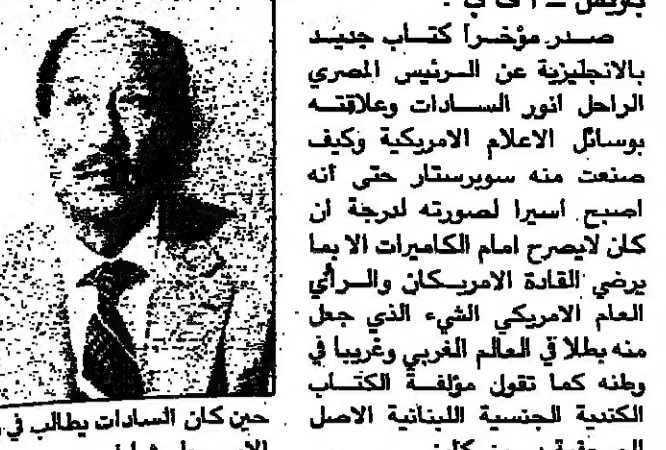 صدر مؤخرا كتاب جديد
بالانجليزية عن الرئيس المصري
الراحل انور السادات وعلاقته
بوسائل الاعلام الامريكية وكيف
صنعت منه سوبرستار حتى أنه
اصبح اسيرا لصورته لدرجة أن
كان لايصرح امام الكاميرات الا بما
يرضي القادة الامريكان والرأي
العام الامريكي الشيء الذي جعل
منه بطلا في العالم الغربي وغريبا في
وطنه كما تقول مؤلفة الكتاب
الكندية الجنسية اللبنانية الاصل
حين كان السادات يطالب في